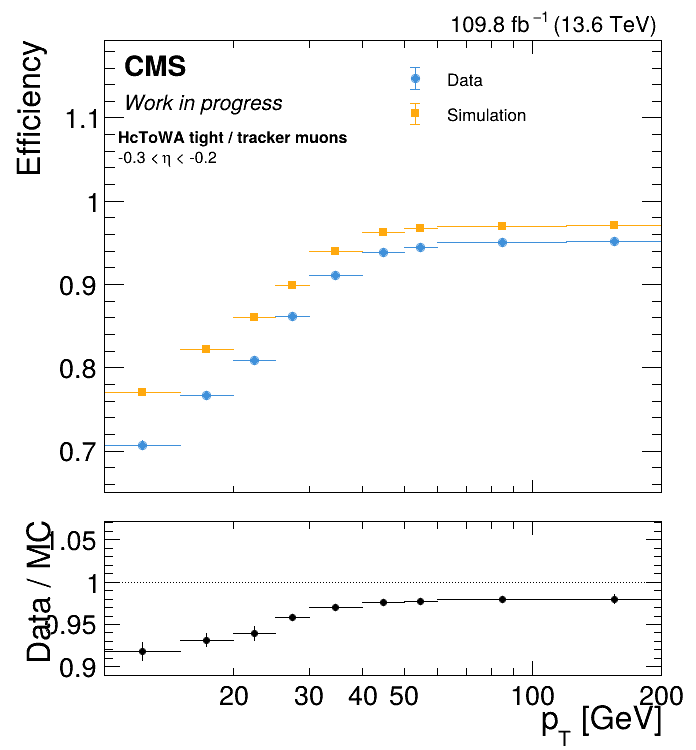 109.8 fb⁻¹ (13.6 TeV)
CMS
Work in progress
HcToWA tight / tracker muons
-0.3 < η < -0.2
Data
Simulation
Efficiency
1.1
1
0.9
0.8
0.7
Data / MC
1.05
1
0.95
0.9
20 30 40 50 100 200
p_T [GeV]